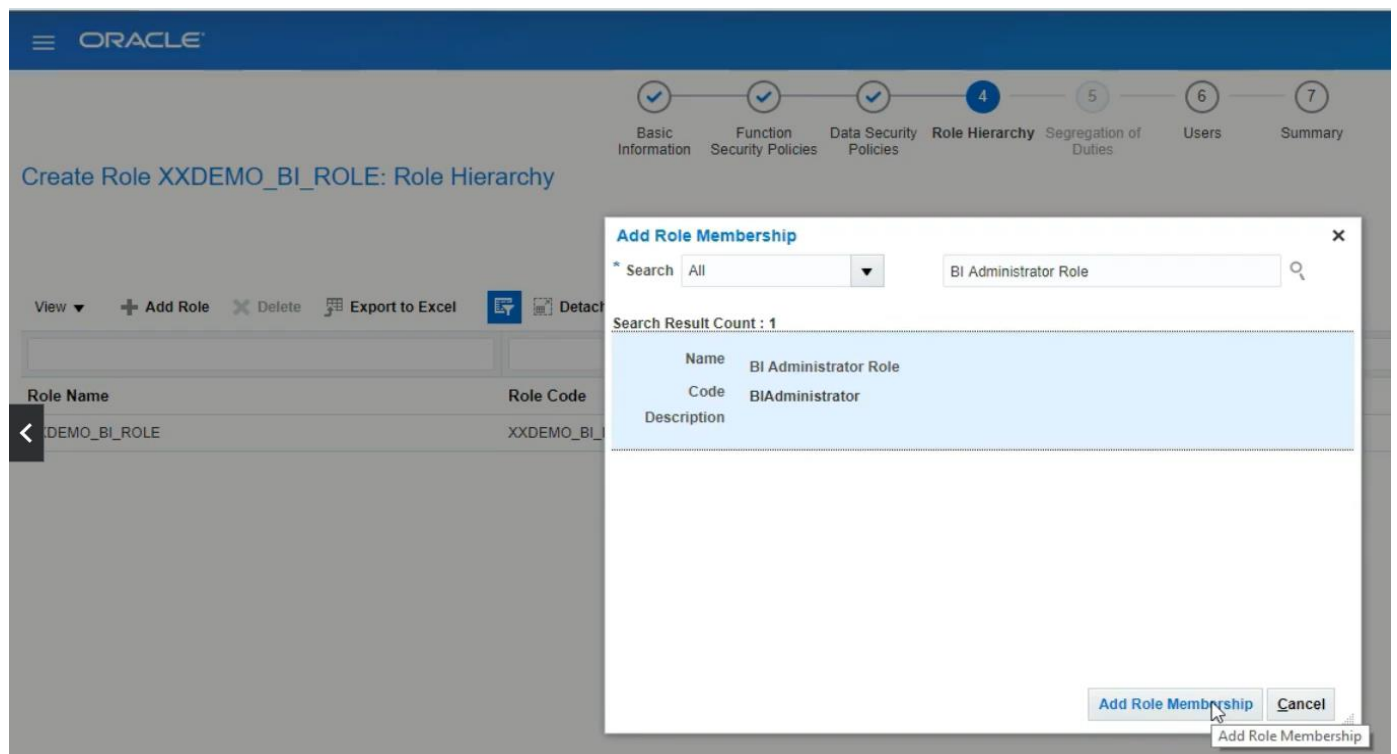 ORACLE
4 5 6 7
Basic Information Function Security Policies Data Security Policies Role Hierarchy Segregation of Duties Users Summary
Create Role XXDEMO_BI_ROLE: Role Hierarchy
Add Role Membership
* Search All BI Administrator Role
View Add Role Delete Export to Excel Detach
Search Result Count : 1
Name BI Administrator Role
Code BIAdministrator
Description
Role Name Role Code
DEMO_BI_ROLE XXDEMO_BI_
Add Role Membership Cancel
Add Role Membership